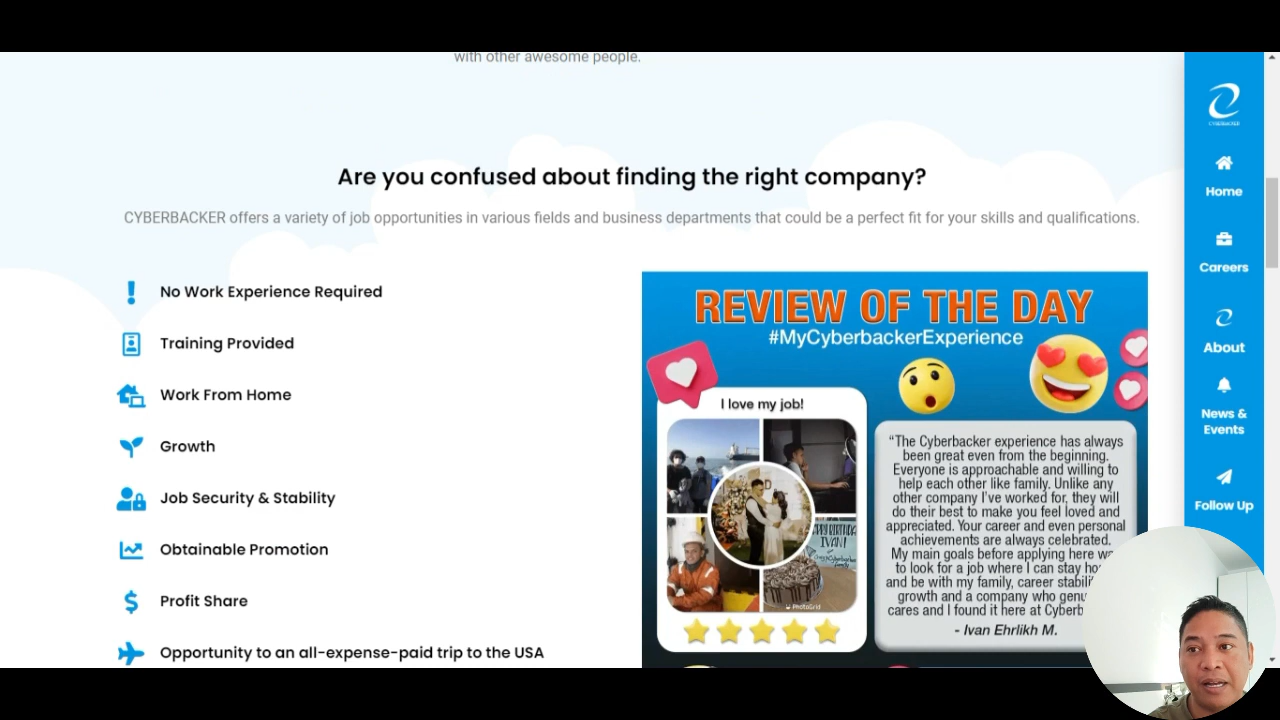 with other awesome people.
Are you confused about finding the right company?
CYBERBACKER offers a variety of job opportunities in various fields and business departments that could be a perfect fit for your skills and qualifications.
No Work Experience Required
Training Provided
Work From Home
Growth
Job Security & Stability
Obtainable Promotion
Profit Share
Opportunity to an all-expense-paid trip to the USA
REVIEW OF THE DAY
#MyCyberbackerExperience
I love my job!
HAPPY BIRTHDAY
IVAN!
PhotoGrid
"The Cyberbacker experience has always
been great even from the beginning.
Everyone is approachable and willing to
help each other like family. Unlike any
other company I've worked for, they will
do their best to make you feel loved and
appreciated. Your career and even personal
achievements are always celebrated.
My main goals before applying here
to look for a job where I can stay
and be with my family, career
growth and a company who
cares and I found it here at
- Ivan Ehrlikh M.
CYBERBACKER
Home
Careers
About
News &
Events
Follow Up